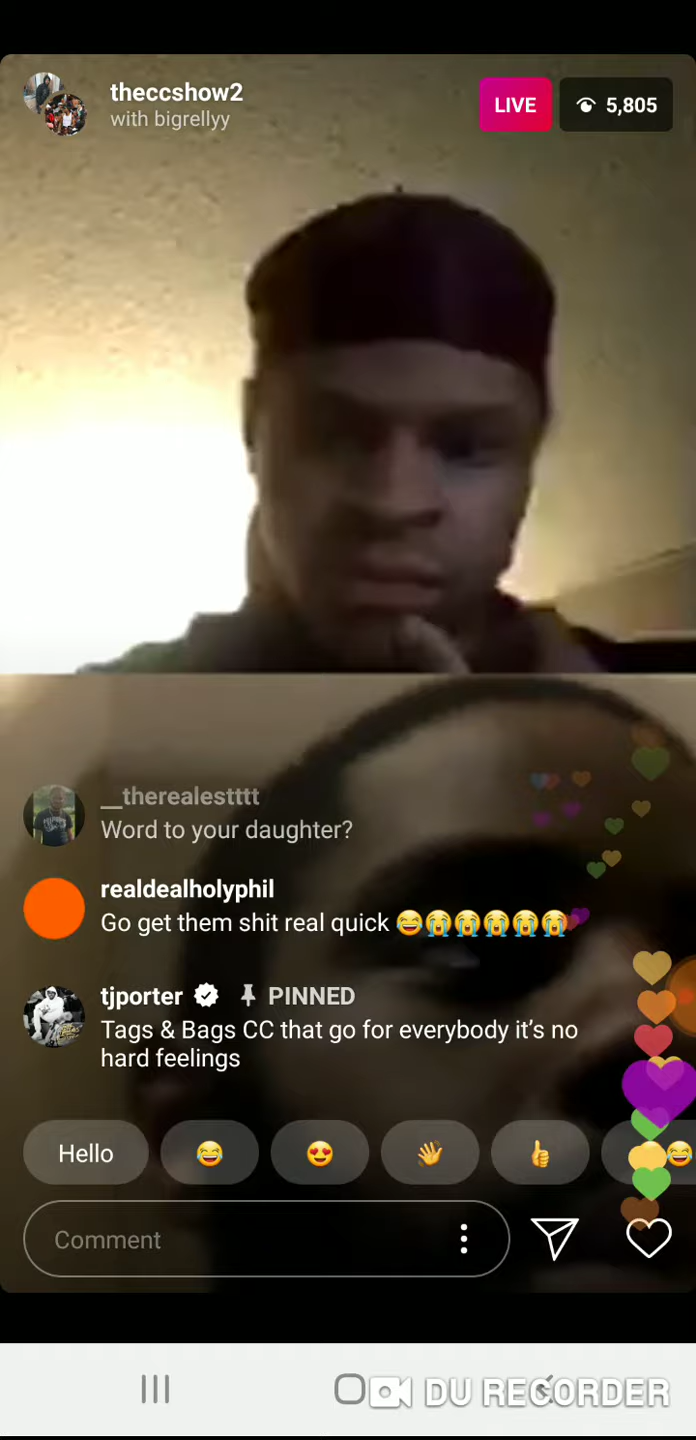 theccshow2
with bigrellyy
LIVE
5,805
__therealestttt
Word to your daughter?
realdealholyphil
Go get them shit real quick 😂😭😭😭😭😭
tjporter PINNED
Tags & Bags CC that go for everybody it's no
hard feelings
Hello 😂 😍 👋 👍 😂
Comment
DU RECORDER